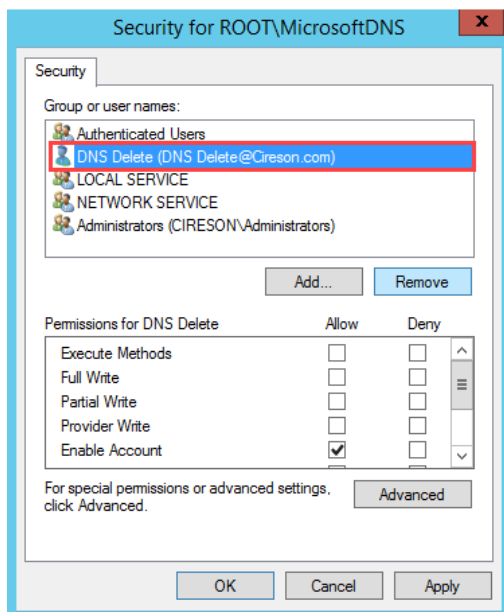 Security for ROOT\MicrosoftDNS
x
Security
Group or user names:
Authenticated Users
DNS Delete (DNS Delete@Cireson.com)
LOCAL SERVICE
NETWORK SERVICE
Administrators (CIRESON\Administrators)
Add... Remove
Permissions for DNS Delete Allow Deny
Execute Methods
Full Write
Partial Write
Provider Write
Enable Account
For special permissions or advanced settings,
click Advanced.
Advanced
OK Cancel Apply